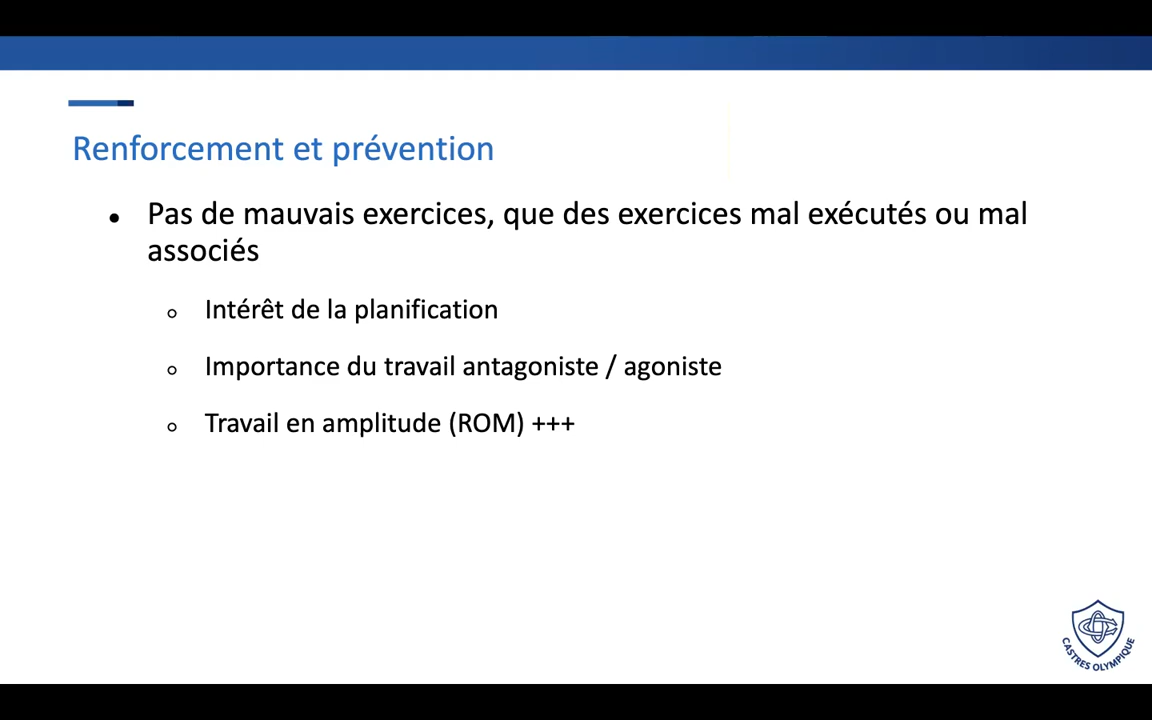 Renforcement et prévention
● Pas de mauvais exercices, que des exercices mal exécutés ou mal
associés
○ Intérêt de la planification
○ Importance du travail antagoniste / agoniste
○ Travail en amplitude (ROM) +++
CASTRES OLYMPIQUE